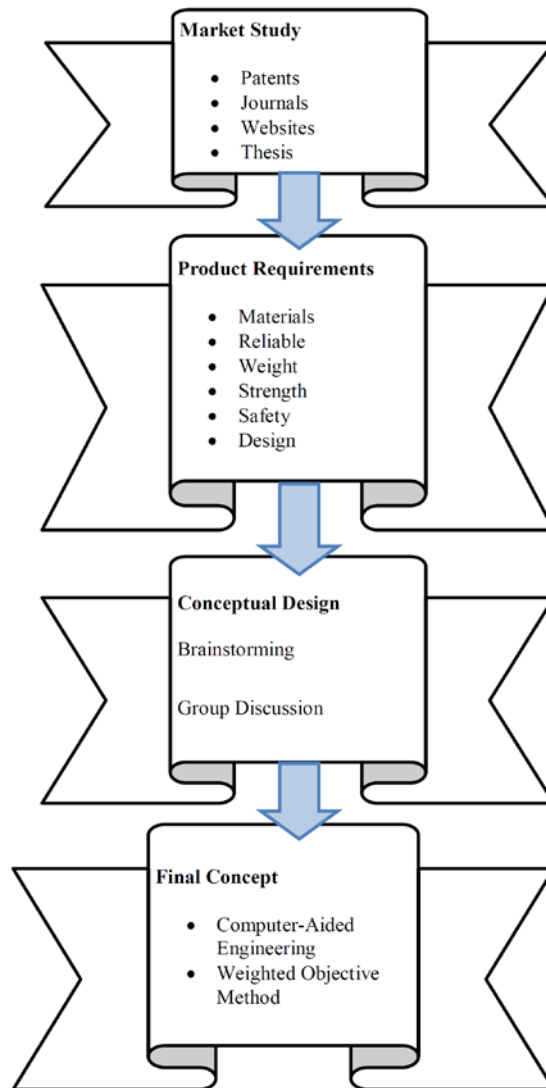 Market Study
• Patents
• Journals
• Websites
• Thesis
Product Requirements
• Materials
• Reliable
• Weight
• Strength
• Safety
• Design
Conceptual Design
Brainstorming
Group Discussion
Final Concept
• Computer-Aided
Engineering
• Weighted Objective
Method